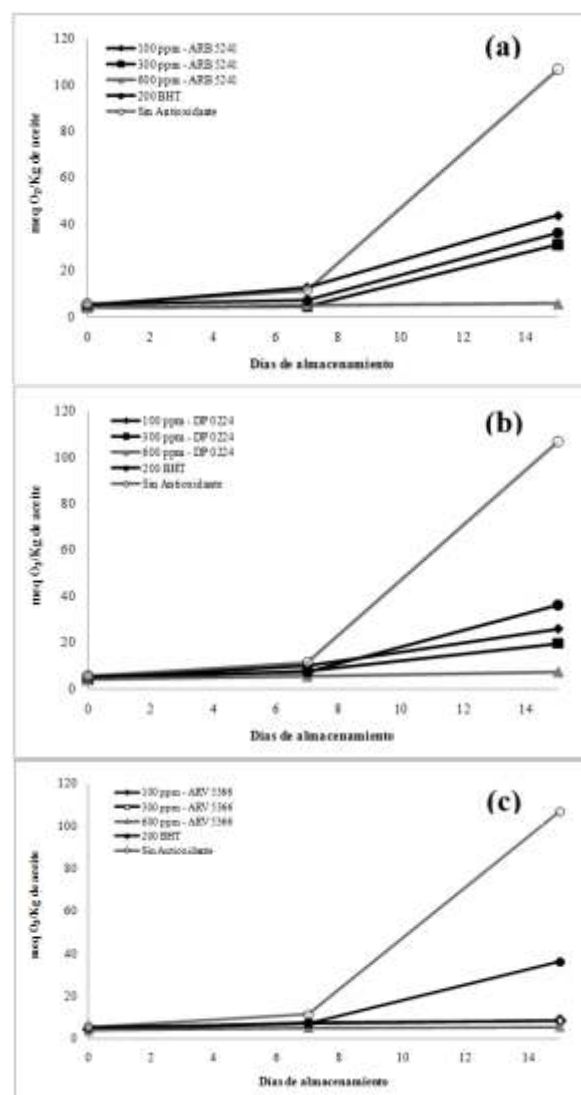 (a)
120
100
80
60
40
20
0
meq O₂/Kg de aceite
100 ppm - ARB 5241
300 ppm - ARB 5241
600 ppm - ARB 5241
200 BHT
Sin Antioxidante
0 2 4 6 8 10 12 14
Días de almacenamiento
(b)
120
100
80
60
40
20
0
meq O₂/Kg de aceite
100 ppm - DP 0224
300 ppm - DP 0224
600 ppm - DP 0224
200 BHT
Sin Antioxidante
0 2 4 6 8 10 12 14
Días de almacenamiento
(c)
120
100
80
60
40
20
0
meq O₂/Kg de aceite
100 ppm - ARV 5366
300 ppm - ARV 5366
600 ppm - ARV 5366
200 BHT
Sin Antioxidante
0 2 4 6 8 10 12 14
Días de almacenamiento